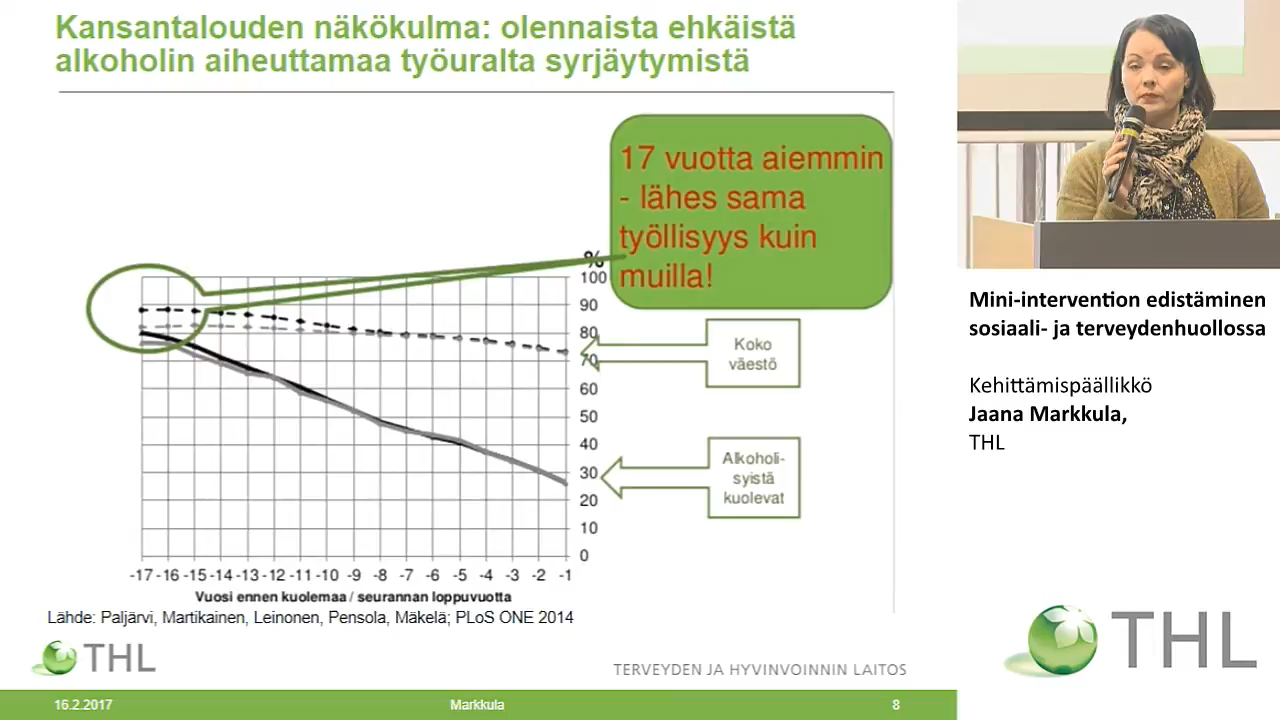 Kansantalouden näkökulma: olennaista ehkäistä
alkoholin aiheuttamaa työuralta syrjäytymistä
17 vuotta aiemmin
- lähes sama
työllisyys kuin
muilla!
%
100
90
80
70
60
50
40
30
20
10
0
Koko
väestö
Alkoholi-
syistä
kuolevat
-17 -16 -15 -14 -13 -12 -11 -10 -9 -8 -7 -6 -5 -4 -3 -2 -1
Vuosi ennen kuolemaa / seurannan loppuvuotta
Lähde: Paljärvi, Martikainen, Leinonen, Pensola, Mäkelä; PLoS ONE 2014
THL
TERVEYDEN JA HYVINVOINNIN LAITOS
16.2.2017 Markkula 8
Mini-intervention edistäminen
sosiaali- ja terveydenhuollossa
Kehittämispäällikkö
Jaana Markkula,
THL
THL